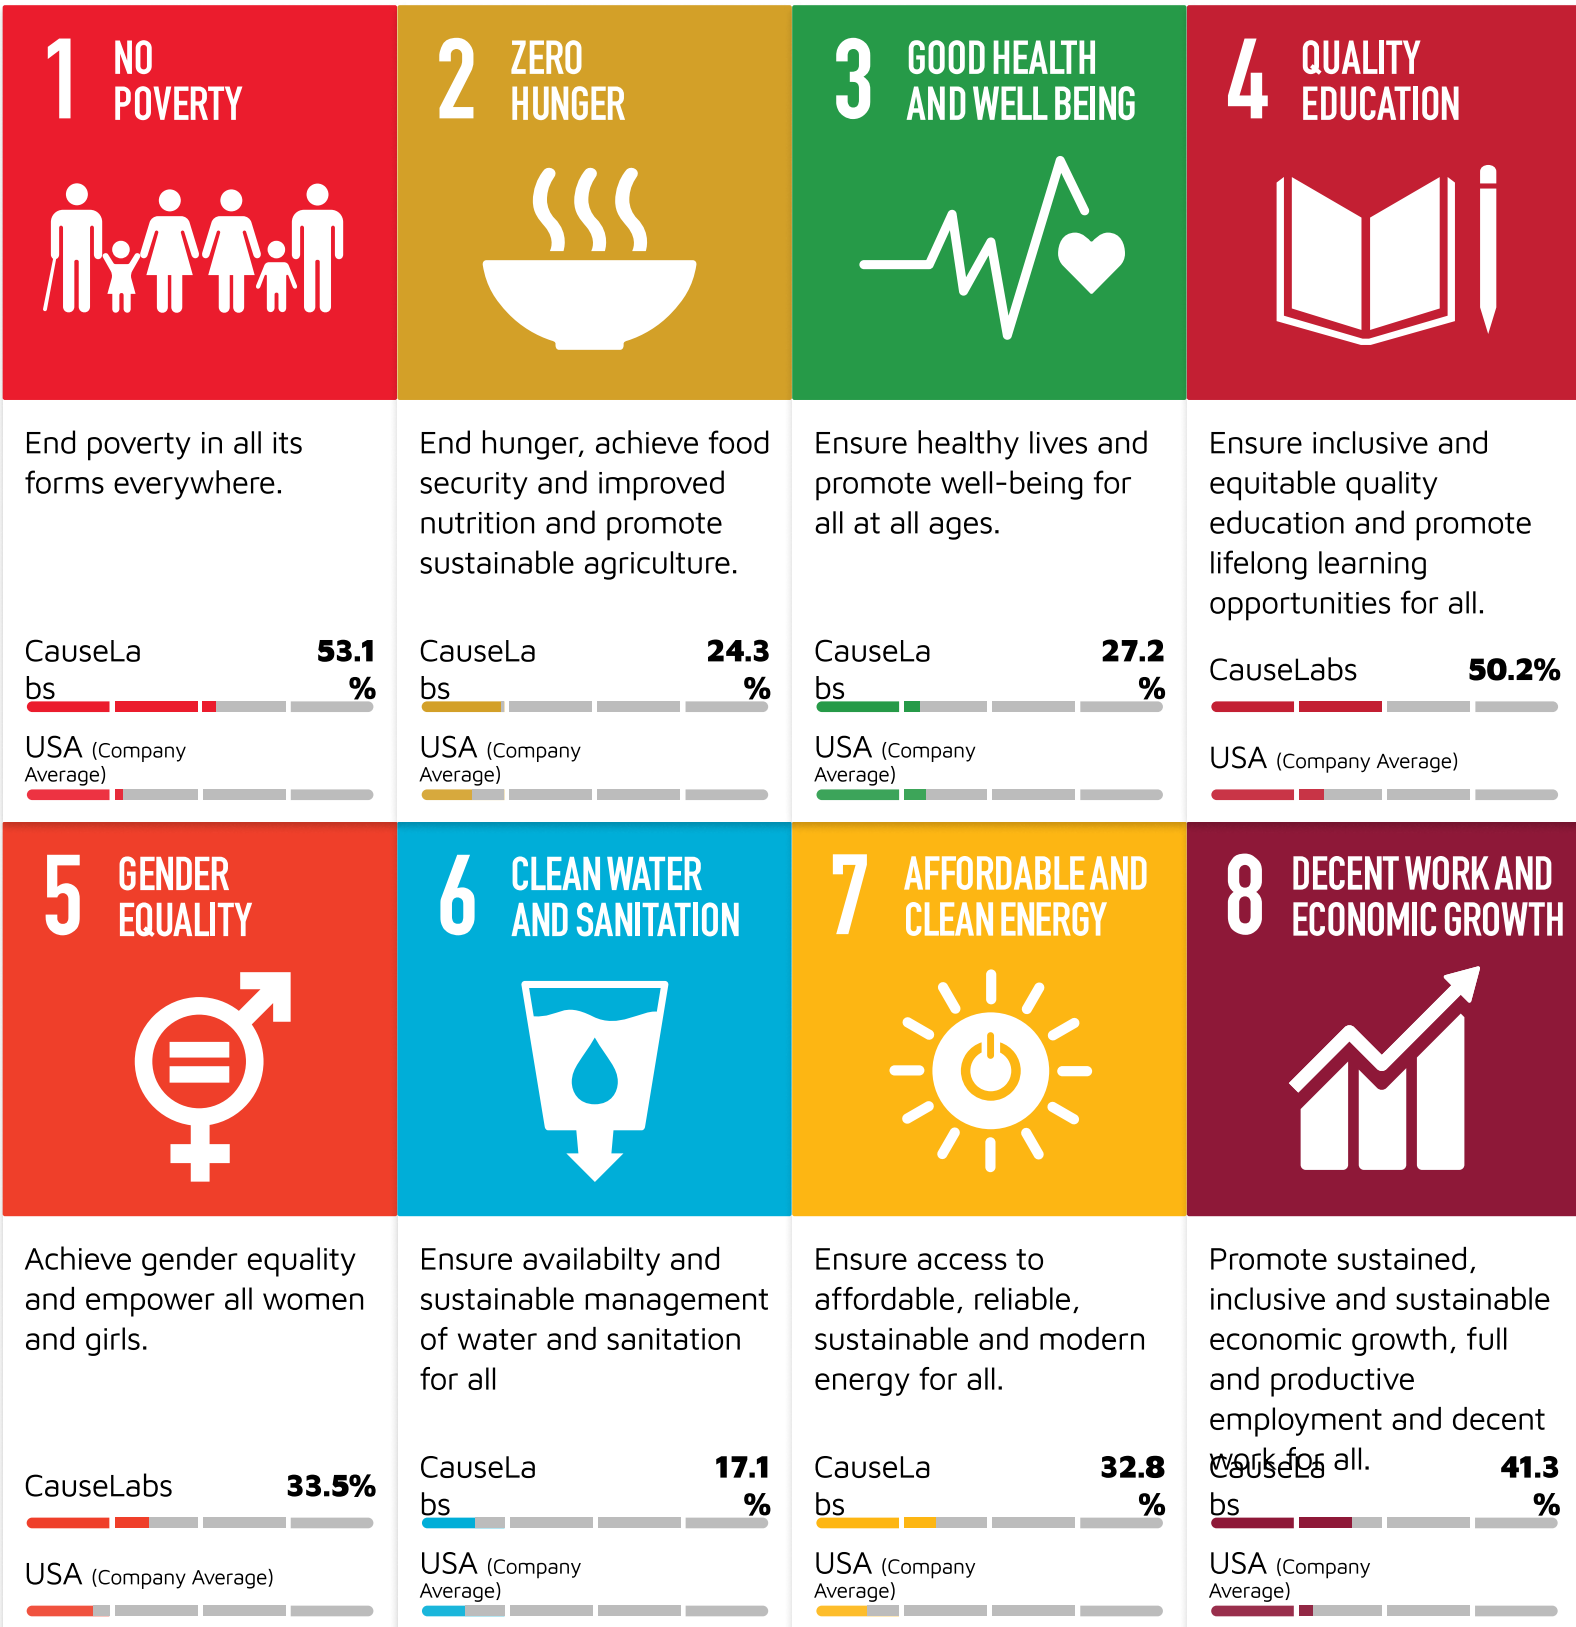 1 NO
POVERTY
End poverty in all its
forms everywhere.
CauseLa 53.1
bs %
USA (Company
Average)
2 ZERO
HUNGER
End hunger, achieve food
security and improved
nutrition and promote
sustainable agriculture.
CauseLa 24.3
bs %
USA (Company
Average)
3 GOOD HEALTH
AND WELL BEING
Ensure healthy lives and
promote well-being for
all at all ages.
CauseLa 27.2
bs %
USA (Company
Average)
4 QUALITY
EDUCATION
Ensure inclusive and
equitable quality
education and promote
lifelong learning
opportunities for all.
CauseLabs 50.2%
USA (Company Average)
5 GENDER
EQUALITY
Achieve gender equality
and empower all women
and girls.
CauseLabs 33.5%
USA (Company Average)
6 CLEAN WATER
AND SANITATION
Ensure availabilty and
sustainable management
of water and sanitation
for all
CauseLa 17.1
bs %
USA (Company
Average)
7 AFFORDABLE AND
CLEAN ENERGY
Ensure access to
affordable, reliable,
sustainable and modern
energy for all.
CauseLa 32.8
bs %
USA (Company
Average)
8 DECENT WORK AND
ECONOMIC GROWTH
Promote sustained,
inclusive and sustainable
economic growth, full
and productive
employment and decent
work for all.
CauseLa 41.3
bs %
USA (Company
Average)